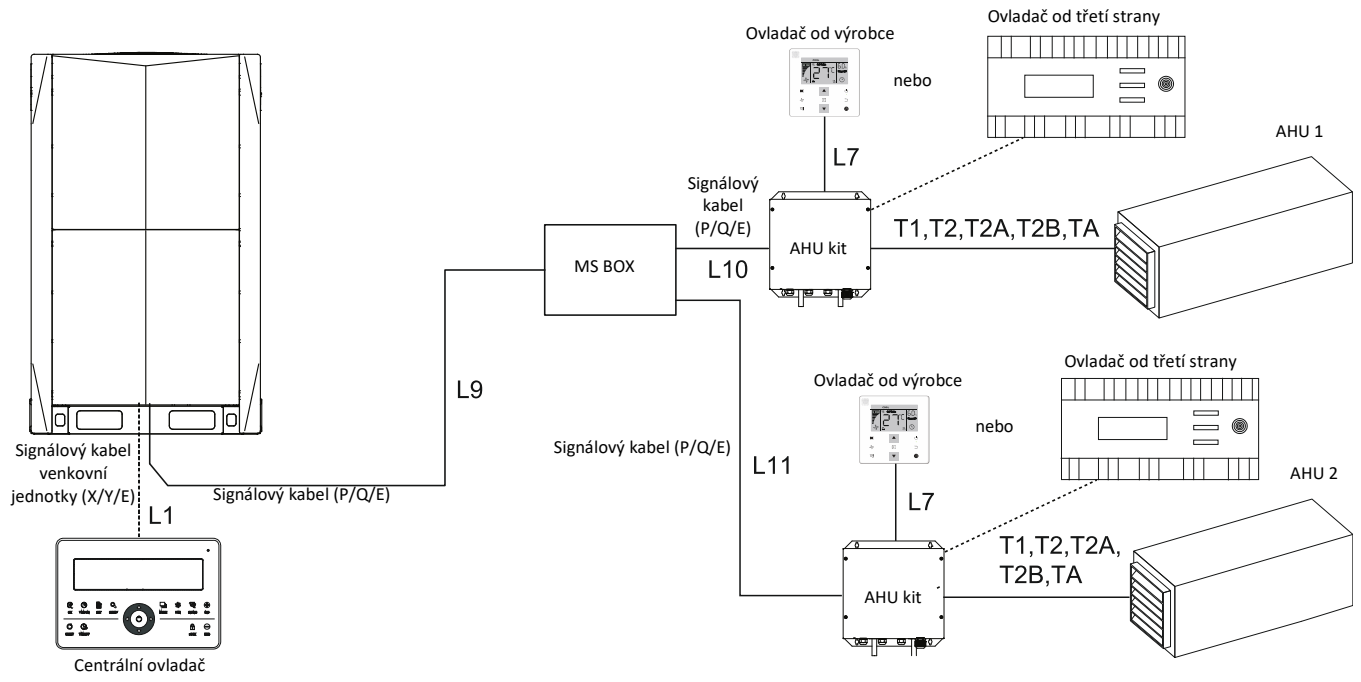 Ovladač od třetí strany
Ovladač od výrobce
nebo
27°C
L7
AHU 1
Signálový
kabel
(P/Q/E)
L10
AHU kit
T1,T2,T2A,T2B,TA
MS BOX
Ovladač od třetí strany
Ovladač od výrobce
nebo
27°C
L9
Signálový kabel (P/Q/E)
L11
L7
AHU 2
Signálový kabel
venkovní
jednotky (X/Y/E)
Signálový kabel (P/Q/E)
L1
T1,T2,T2A,
T2B,TA
AHU kit
Centrální ovladač